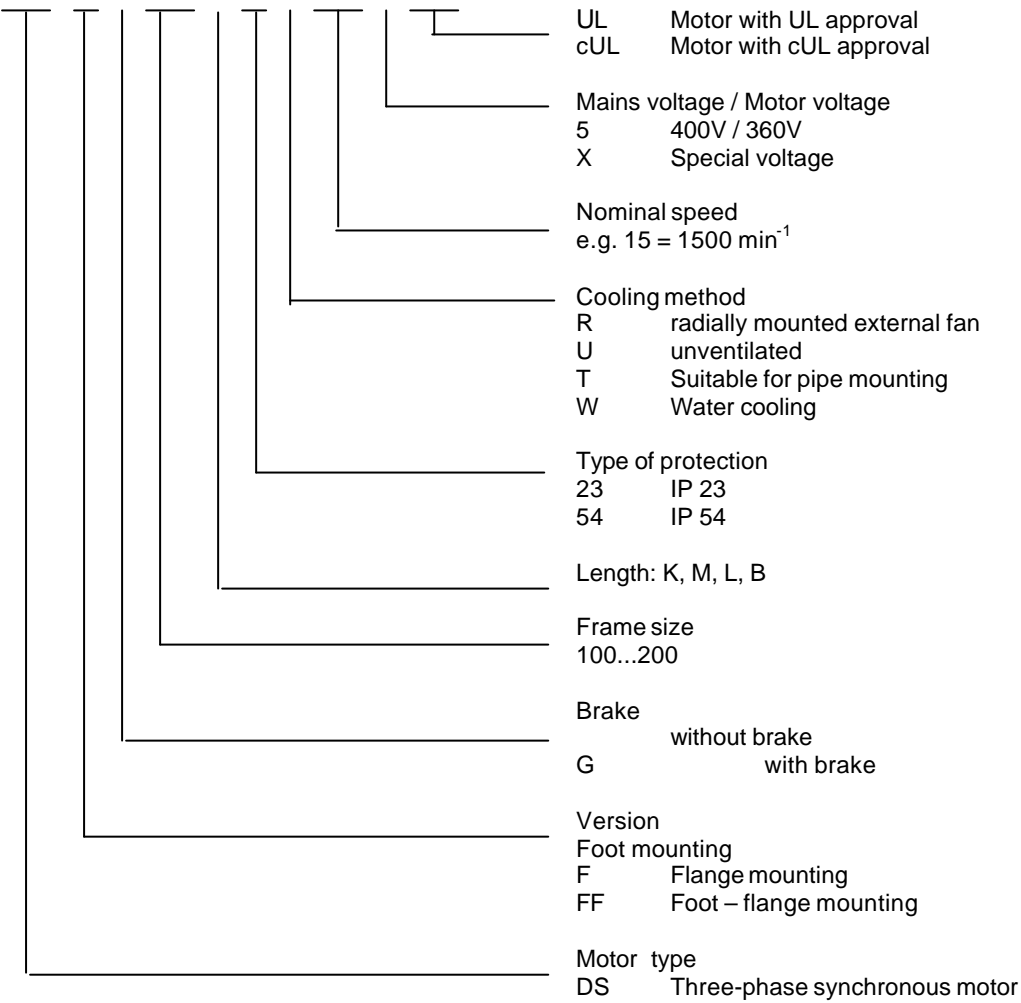 UL Motor with UL approval
cUL Motor with cUL approval
Mains voltage / Motor voltage
5 400V / 360V
X Special voltage
Nominal speed
e.g. 15 = 1500 min⁻¹
Cooling method
R radially mounted external fan
U unventilated
T Suitable for pipe mounting
W Water cooling
Type of protection
23 IP 23
54 IP 54
Length: K, M, L, B
Frame size
100...200
Brake
without brake
G with brake
Version
Foot mounting
F Flange mounting
FF Foot – flange mounting
Motor type
DS Three-phase synchronous motor